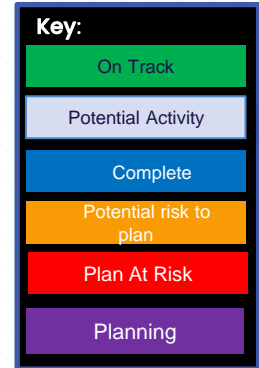 Key:
On Track
Potential Activity
Complete
Potential risk to
plan
Plan At Risk
Planning